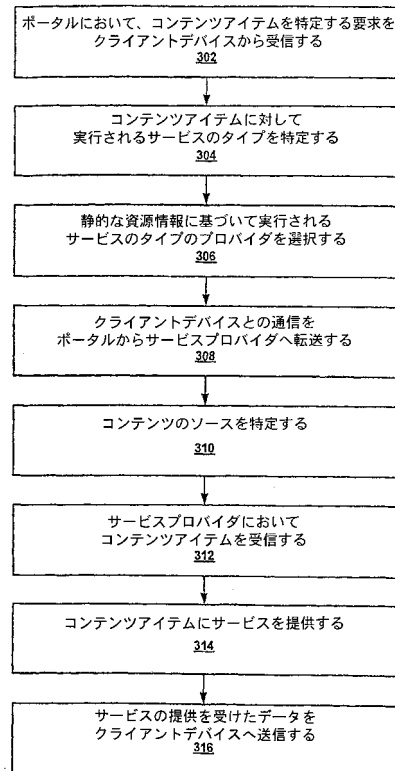 ポータルにおいて、コンテンツアイテムを特定する要求を
クライアントデバイスから受信する
302
コンテンツアイテムに対して
実行されるサービスのタイプを特定する
304
静的な資源情報に基づいて実行される
サービスのタイプのプロバイダを選択する
306
クライアントデバイスとの通信を
ポータルからサービスプロバイダへ転送する
308
コンテンツのソースを特定する
310
サービスプロバイダにおいて
コンテンツアイテムを受信する
312
コンテンツアイテムにサービスを提供する
314
サービスの提供を受けたデータを
クライアントデバイスへ送信する
316